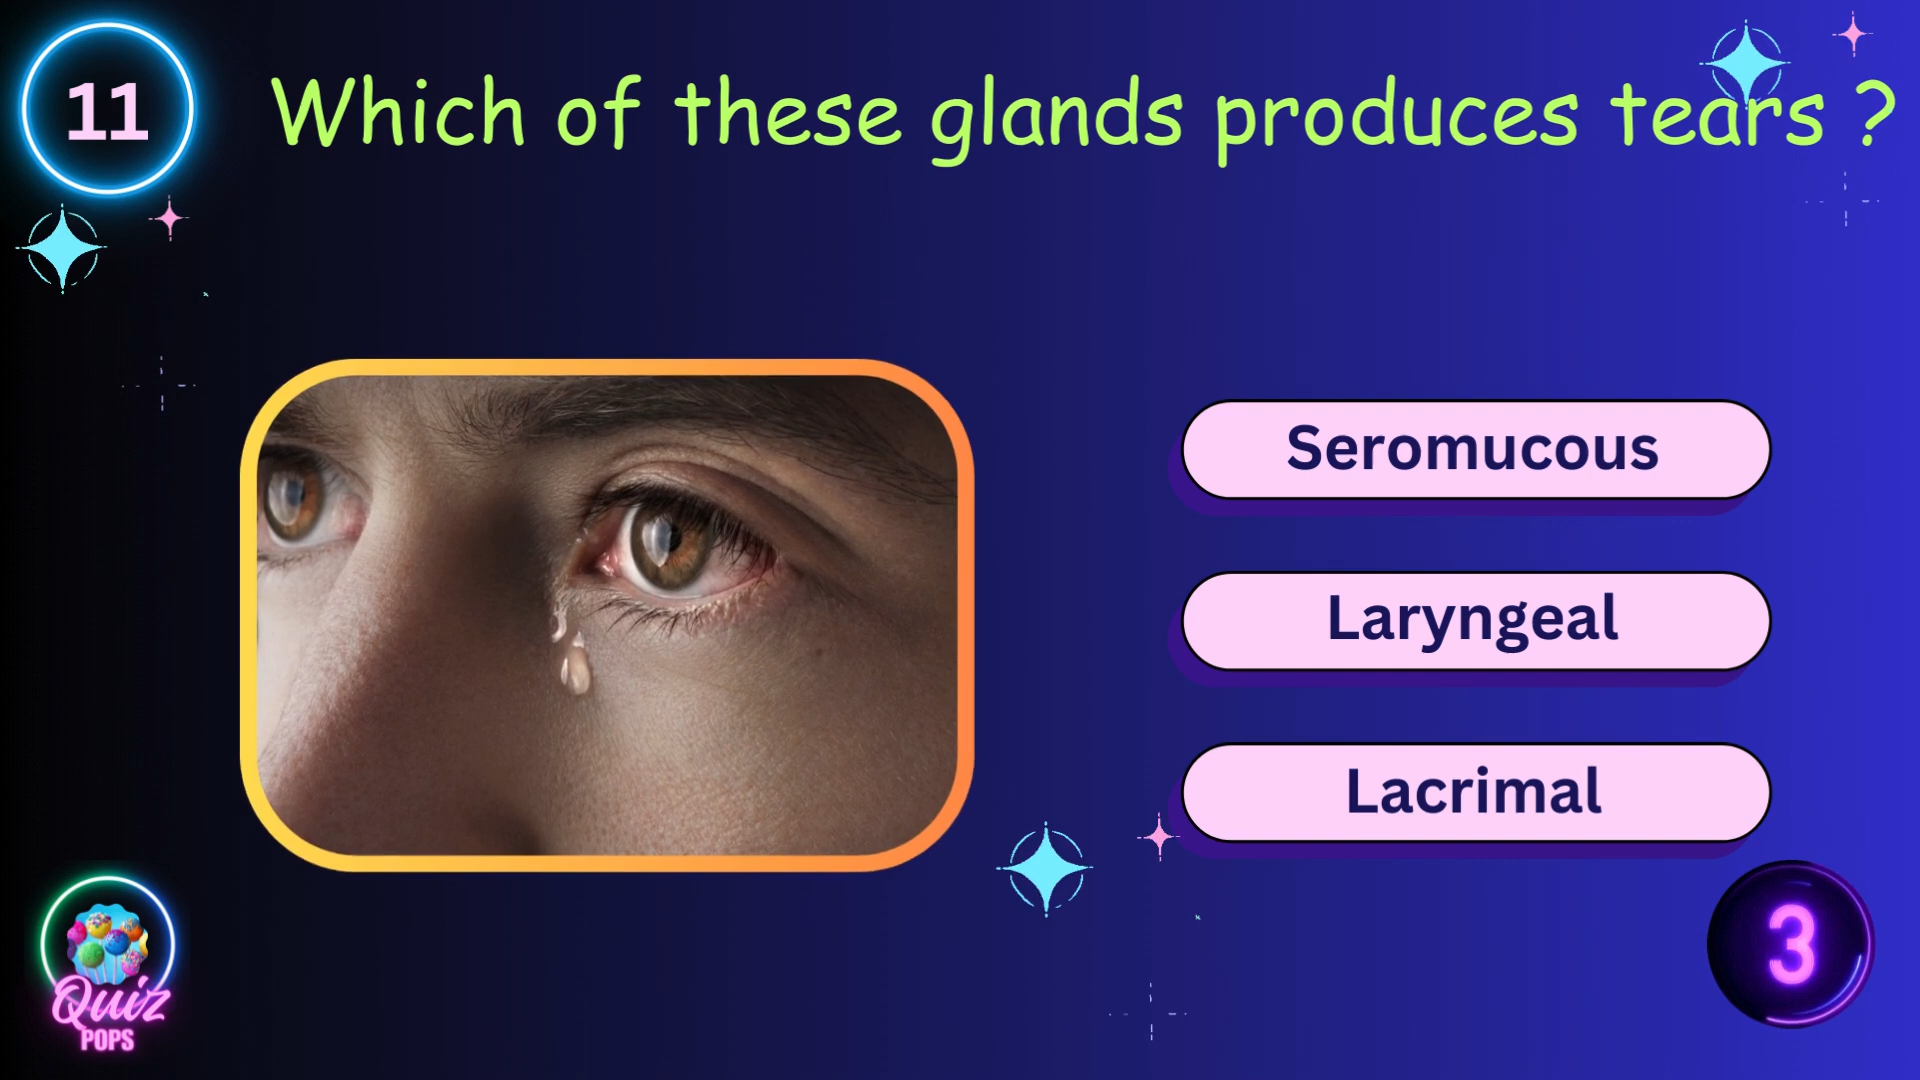 11
Which of these glands produces tears ?
Seromucous
Laryngeal
Lacrimal
3
Quiz
POPS